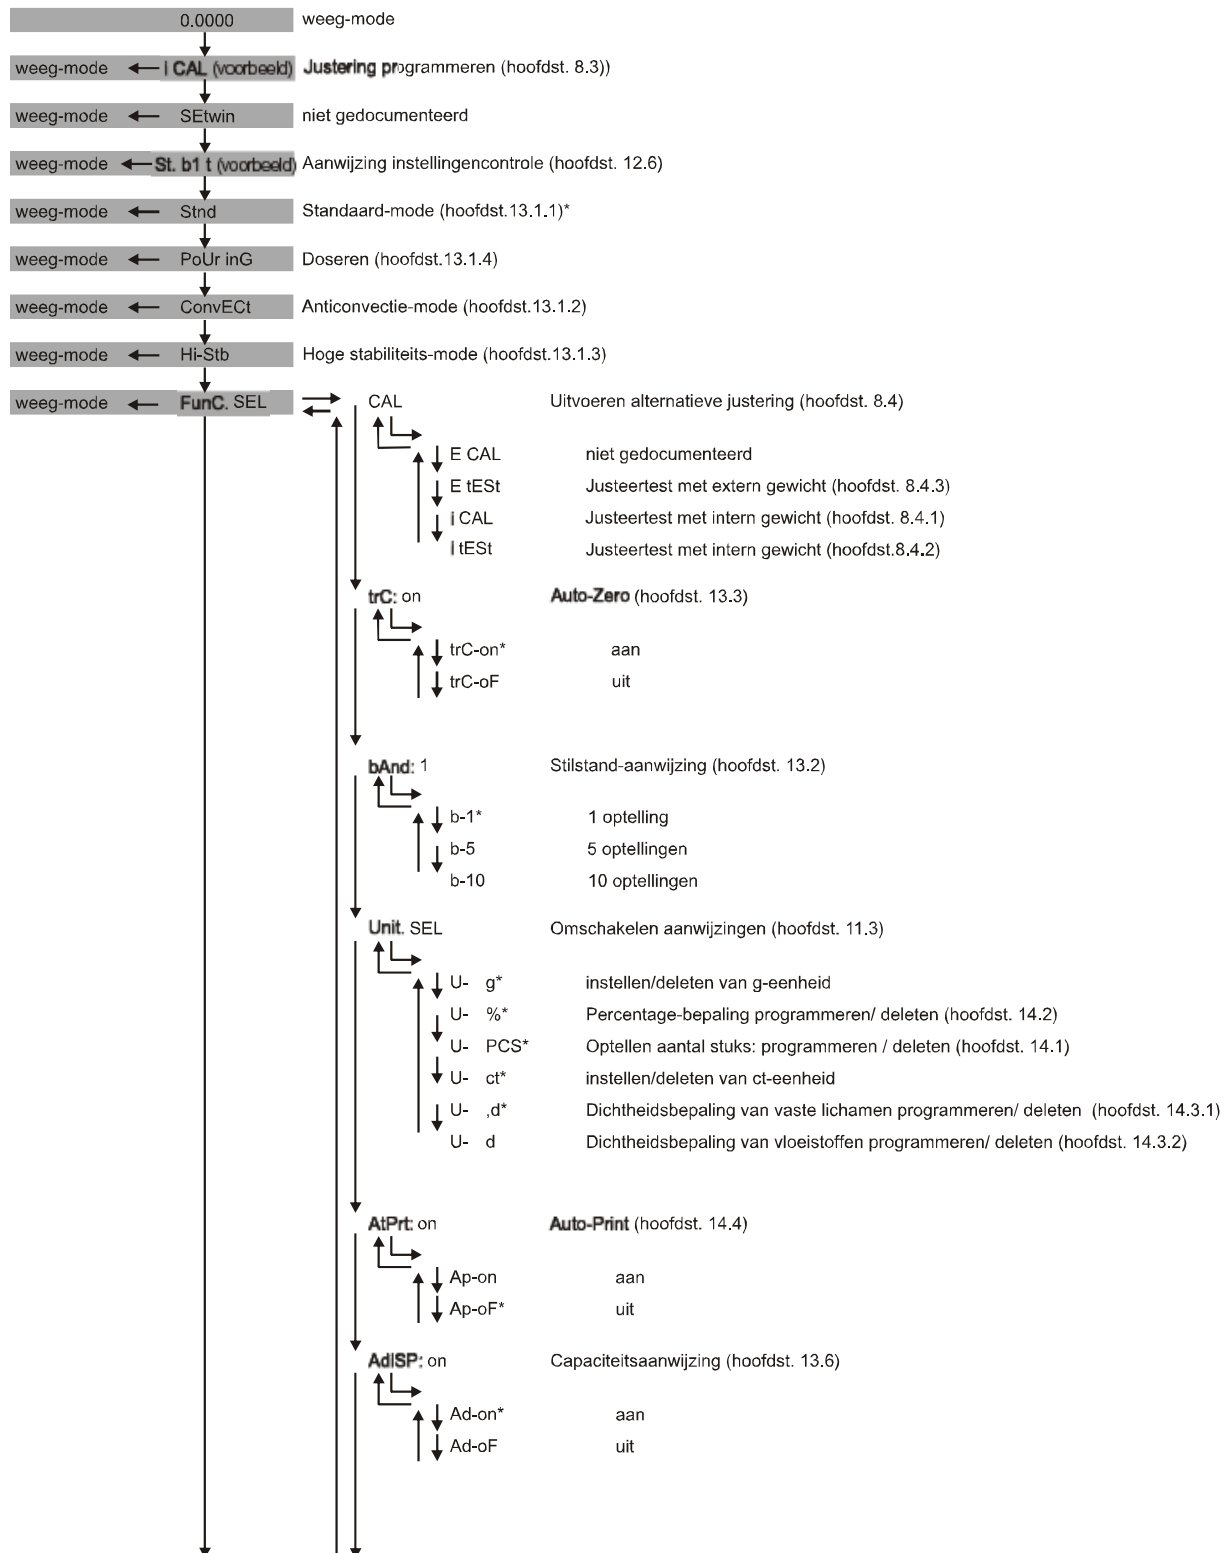 0.0000 weeg-mode
weeg-mode i CAL (voorbeeld) Justering programmeren (hoofdst. 8.3))
weeg-mode SEtwin niet gedocumenteerd
weeg-mode St. b1 t (voorbeeld) Aanwijzing instellingencontrole (hoofdst. 12.6)
weeg-mode Stnd Standaard-mode (hoofdst.13.1.1)*
weeg-mode PoUr inG Doseren (hoofdst.13.1.4)
weeg-mode ConvECt Anticonvectie-mode (hoofdst.13.1.2)
weeg-mode Hi-Stb Hoge stabiliteits-mode (hoofdst.13.1.3)
weeg-mode FunC. SEL CAL Uitvoeren alternatieve justering (hoofdst. 8.4)
E CAL niet gedocumenteerd
E tESt Justeertest met extern gewicht (hoofdst. 8.4.3)
i CAL Justeertest met intern gewicht (hoofdst. 8.4.1)
i tESt Justeertest met intern gewicht (hoofdst.8.4.2)
trC: on Auto-Zero (hoofdst. 13.3)
trC-on* aan
trC-oF uit
bAnd: 1 Stilstand-aanwijzing (hoofdst. 13.2)
b-1* 1 optelling
b-5 5 optellingen
b-10 10 optellingen
Unit. SEL Omschakelen aanwijzingen (hoofdst. 11.3)
U- g* instellen/deleten van g-eenheid
U- %* Percentage-bepaling programmeren/ deleten (hoofdst. 14.2)
U- PCS* Optellen aantal stuks: programmeren / deleten (hoofdst. 14.1)
U- ct* instellen/deleten van ct-eenheid
U- ,d* Dichtheidsbepaling van vaste lichamen programmeren/ deleten (hoofdst. 14.3.1)
U- d Dichtheidsbepaling van vloeistoffen programmeren/ deleten (hoofdst. 14.3.2)
AtPrt: on Auto-Print (hoofdst. 14.4)
Ap-on aan
Ap-oF* uit
AdISP: on Capaciteitsaanwijzing (hoofdst. 13.6)
Ad-on* aan
Ad-oF uit